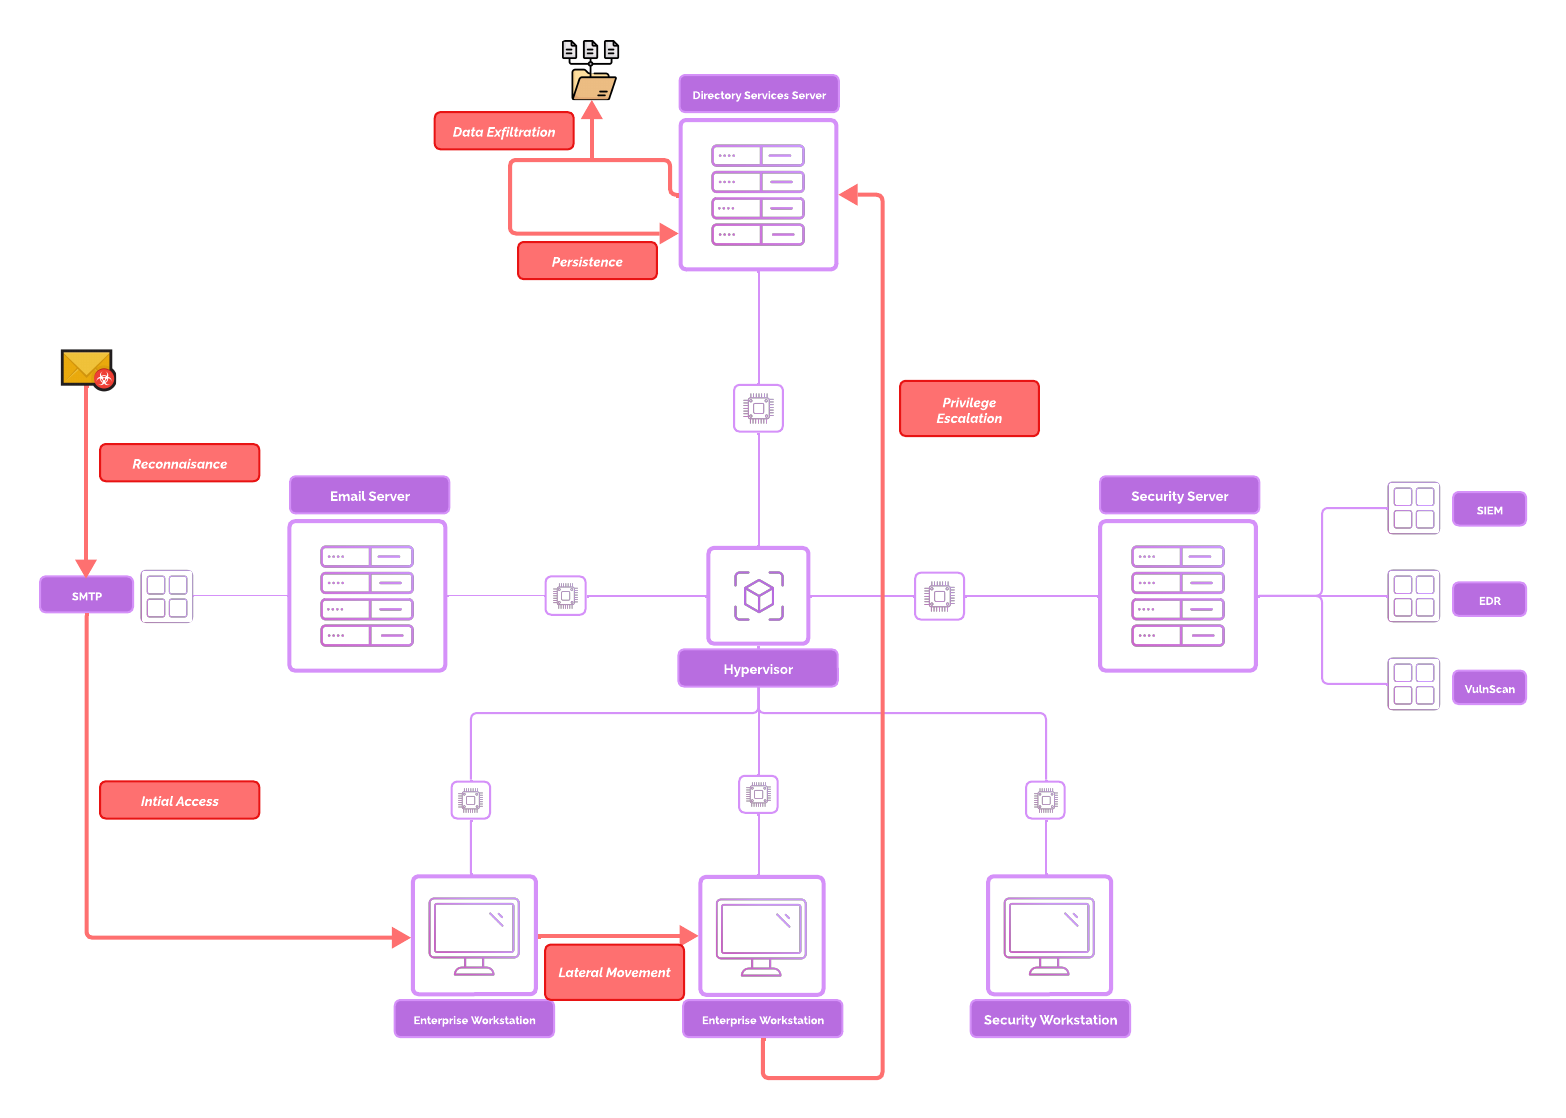 Directory Services Server
Data Exfiltration
Persistence
Privilege
Escalation
Reconnaisance
Email Server
Security Server
SIEM
SMTP
EDR
Hypervisor
VulnScan
Intial Access
Lateral Movement
Enterprise Workstation
Enterprise Workstation
Security Workstation